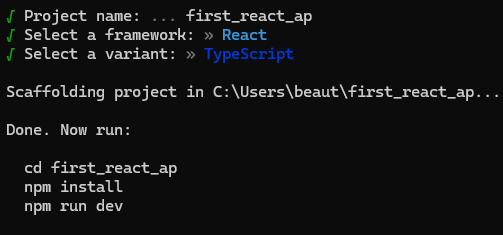 √ Project name: ... first_react_ap
√ Select a framework: » React
√ Select a variant: » TypeScript
Scaffolding project in C:\Users\beaut\first_react_ap...
Done. Now run:
cd first_react_ap
npm install
npm run dev